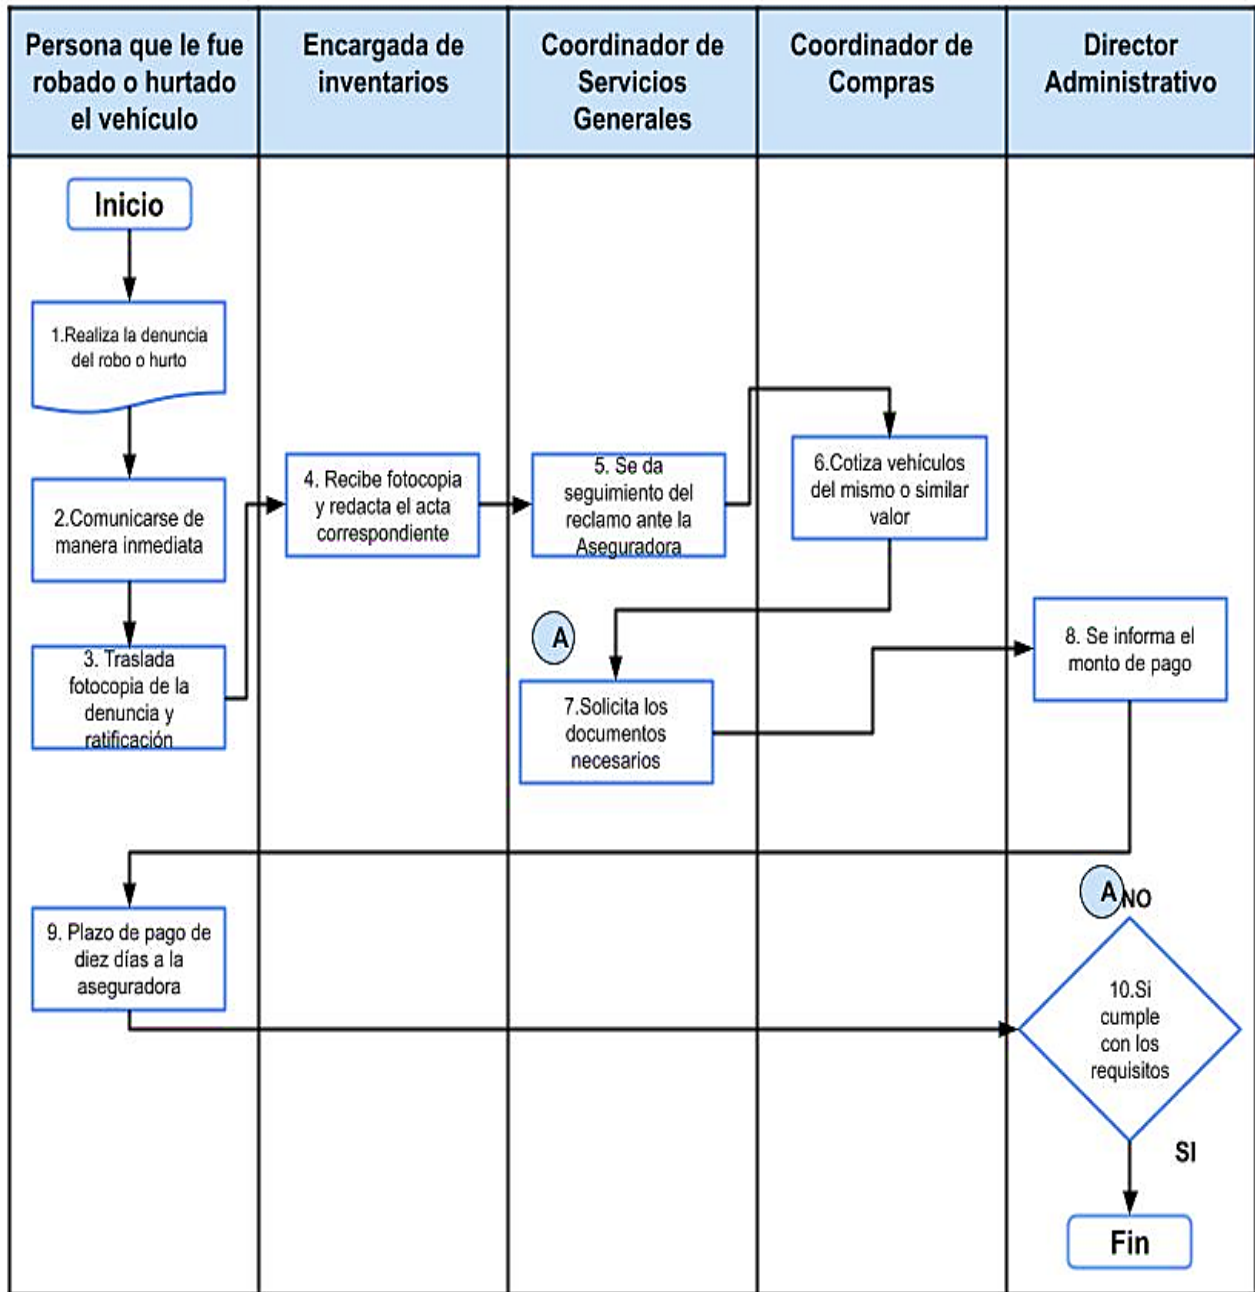 Persona que le fue
robado o hurtado
el vehículo
Encargada de
inventarios
Coordinador de
Servicios
Generales
Coordinador de
Compras
Director
Administrativo
Inicio
1.Realiza la denuncia
del robo o hurto
2.Comunicarse de
manera inmediata
3. Traslada
fotocopia de la
denuncia y
ratificación
4. Recibe fotocopia
y redacta el acta
correspondiente
5. Se da
seguimiento del
reclamo ante la
Aseguradora
6.Cotiza vehículos
del mismo o similar
valor
A
7.Solicita los
documentos
necesarios
8. Se informa el
monto de pago
9. Plazo de pago de
diez días a la
aseguradora
A
NO
10.Si
cumple
con los
requisitos
SI
Fin